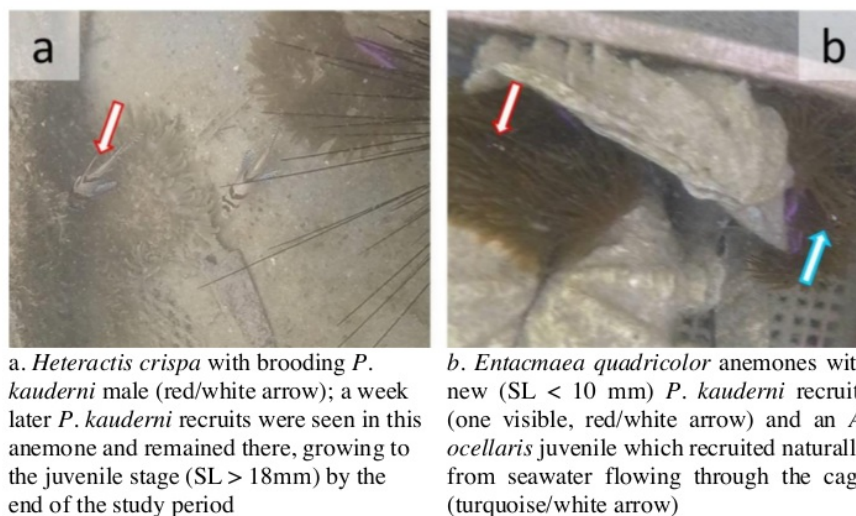 a
b
a. Heteractis crispa with brooding P.
kauderni male (red/white arrow); a week
later P. kauderni recruits were seen in this
anemone and remained there, growing to
the juvenile stage (SL > 18mm) by the
end of the study period
b. Entacmaea quadricolor anemones wit
new (SL < 10 mm) P. kauderni recruit
(one visible, red/white arrow) and an A
ocellaris juvenile which recruited naturall
from seawater flowing through the cag
(turquoise/white arrow)